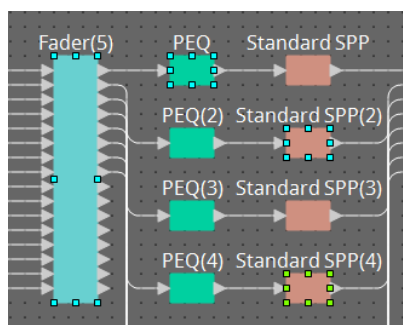 Fader(5) PEQ Standard SPP
PEQ(2) Standard SPP(2)
PEQ(3) Standard SPP(3)
PEQ(4) Standard SPP(4)